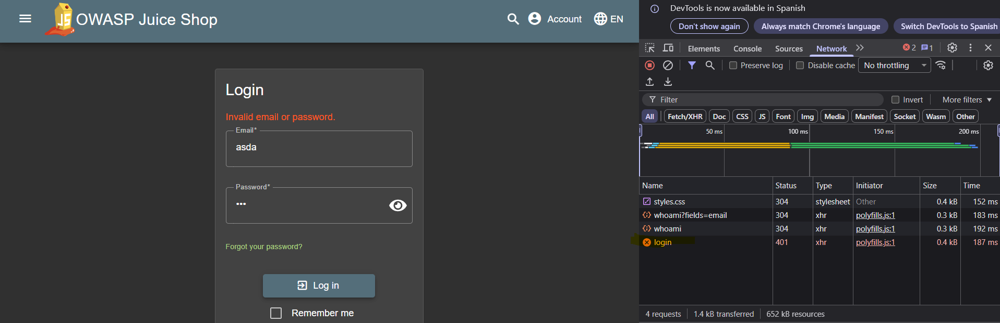 OWASP Juice Shop
Account
EN
Login
Invalid email or password.
Email*
asda
Password*
•••
Forgot your password?
Log in
Remember me
DevTools is now available in Spanish
Don't show again
Always match Chrome's language
Switch DevTools to Spanish
Elements Console Sources Network 2 1
Preserve log Disable cache No throttling
Filter Invert More filters
All Fetch/XHR Doc CSS JS Font Img Media Manifest Socket Wasm Other
50 ms 100 ms 150 ms 200 ms
Name Status Type Initiator Size Time
styles.css 304 stylesheet Other 0.4 kB 152 ms
whoami?fields=email 304 xhr polyfills.js:1 0.3 kB 183 ms
whoami 304 xhr polyfills.js:1 0.3 kB 192 ms
login 401 xhr polyfills.js:1 0.4 kB 187 ms
4 requests 1.4 kB transferred 652 kB resources